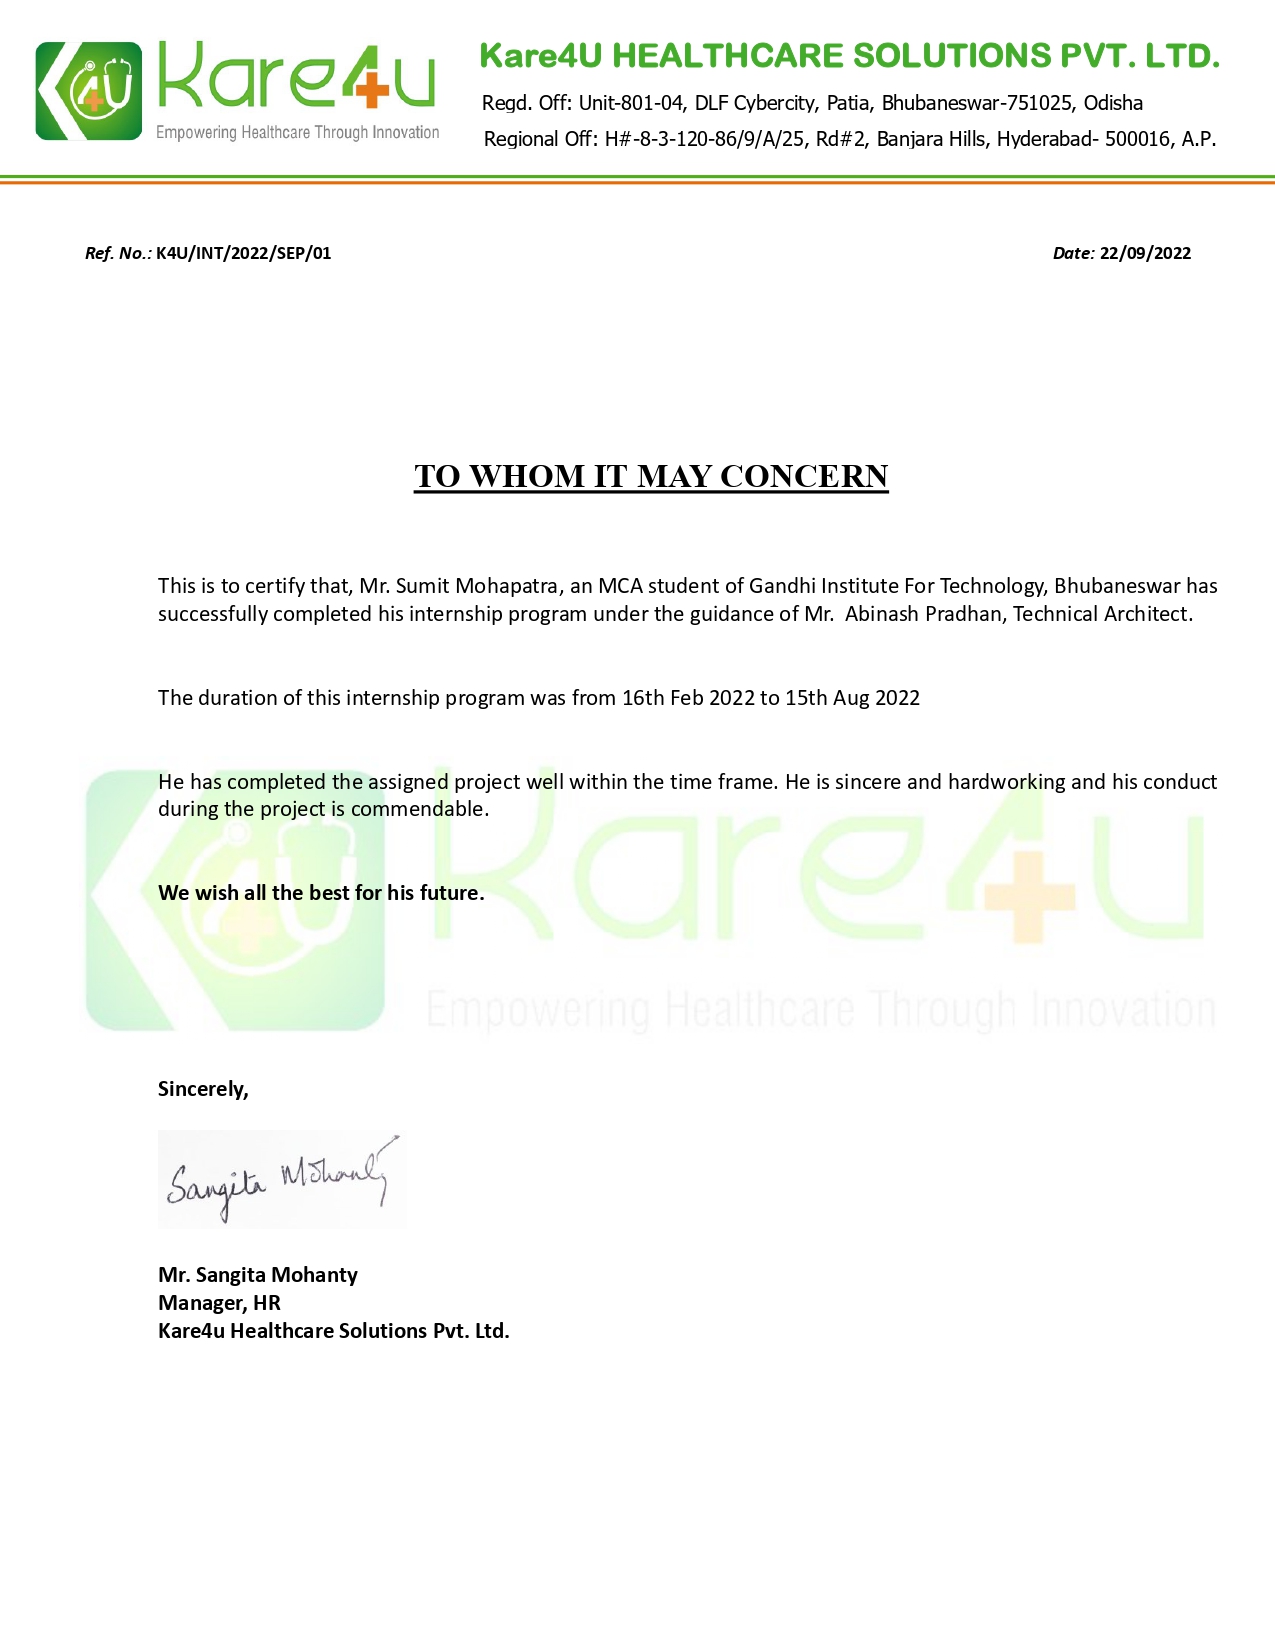 Kare4u
Empowering Healthcare Through Innovation
Kare4U HEALTHCARE SOLUTIONS PVT. LTD.
Regd. Off: Unit-801-04, DLF Cybercity, Patia, Bhubaneswar-751025, Odisha
Regional Off: H#-8-3-120-86/9/A/25, Rd#2, Banjara Hills, Hyderabad- 500016, A.P.
Ref. No.: K4U/INT/2022/SEP/01 Date: 22/09/2022
TO WHOM IT MAY CONCERN
This is to certify that, Mr. Sumit Mohapatra, an MCA student of Gandhi Institute For Technology, Bhubaneswar has
successfully completed his internship program under the guidance of Mr.  Abinash Pradhan, Technical Architect.
The duration of this internship program was from 16th Feb 2022 to 15th Aug 2022
He has completed the assigned project well within the time frame. He is sincere and hardworking and his conduct
during the project is commendable.
We wish all the best for his future.
Kare4u
Empowering Healthcare Through Innovation
Sincerely,
Sangita Mohanty
Mr. Sangita Mohanty
Manager, HR
Kare4u Healthcare Solutions Pvt. Ltd.